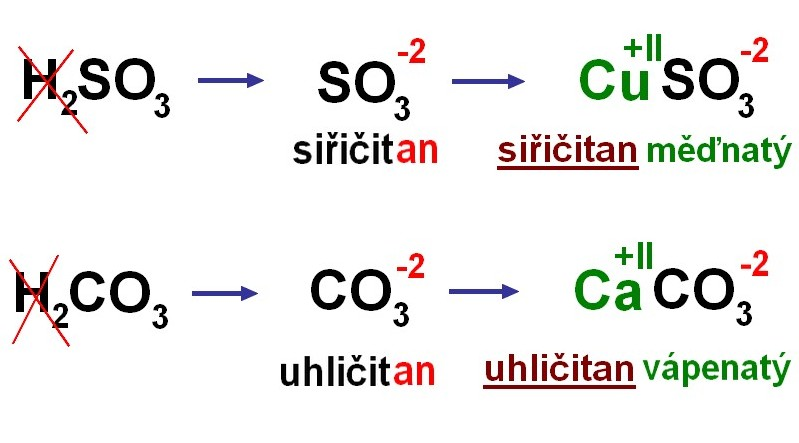 H₂SO₃ → SO₃⁻² → Cu⁺ᴵᴵSO₃⁻²
siřičitan siřičitan měďnatý
H₂CO₃ → CO₃⁻² → Ca⁺ᴵᴵCO₃⁻²
uhličitan uhličitan vápenatý